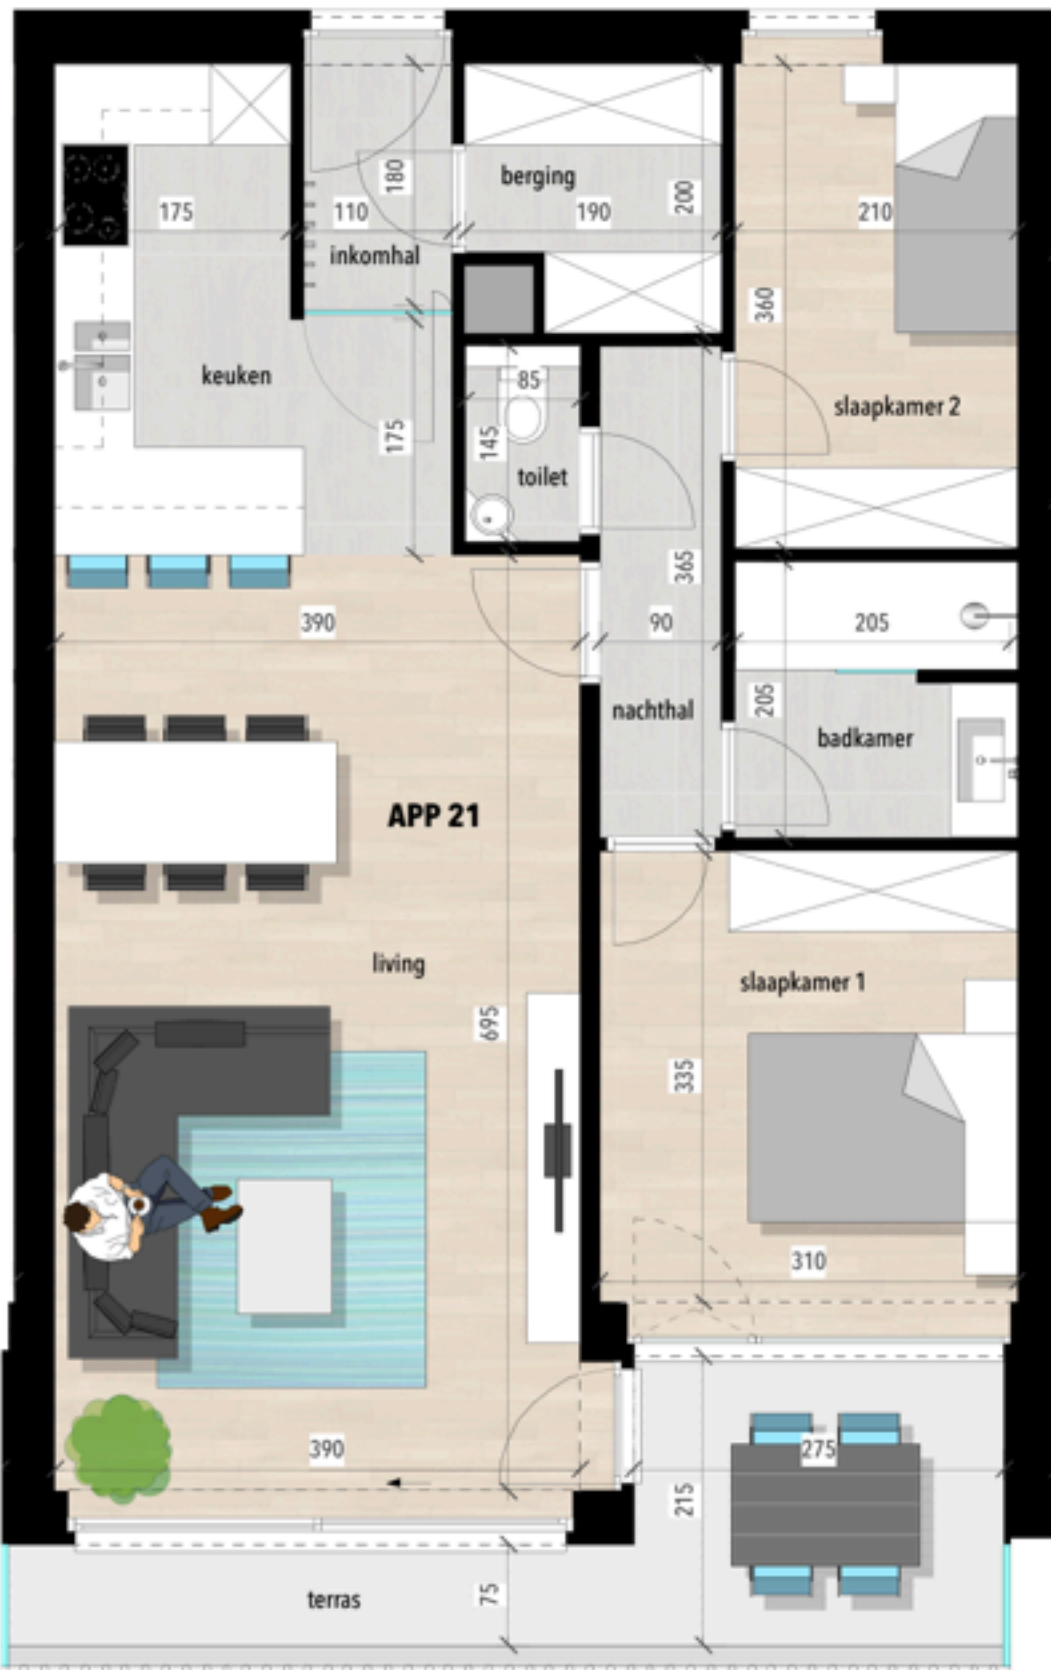 berging
180
200
175
110
190
210
inkomhal
360
keuken
85
slaapkamer 2
175
145
toilet
365
390
90
205
205
nachthal
badkamer
APP 21
living
slaapkamer 1
695
335
310
390
275
215
75
terras